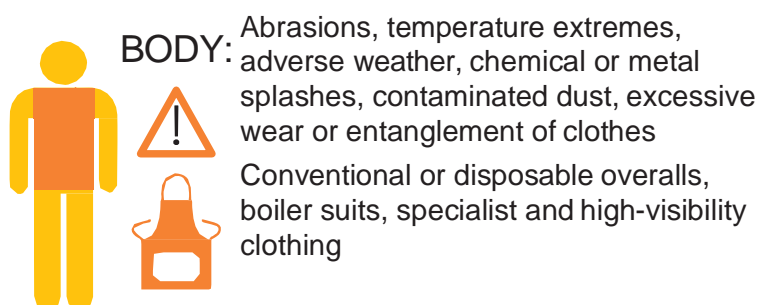 BODY:
Abrasions, temperature extremes,
adverse weather, chemical or metal
splashes, contaminated dust, excessive
wear or entanglement of clothes
Conventional or disposable overalls,
boiler suits, specialist and high-visibility
clothing